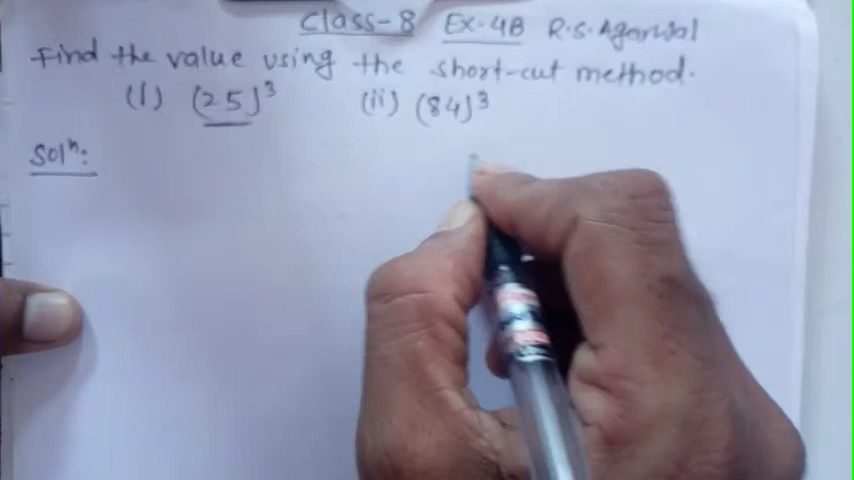 Class-8 Ex-4B R.S. Agarwal
Find the value using the short-cut method.
(i) (25)³ (ii) (84)³
Solⁿ: